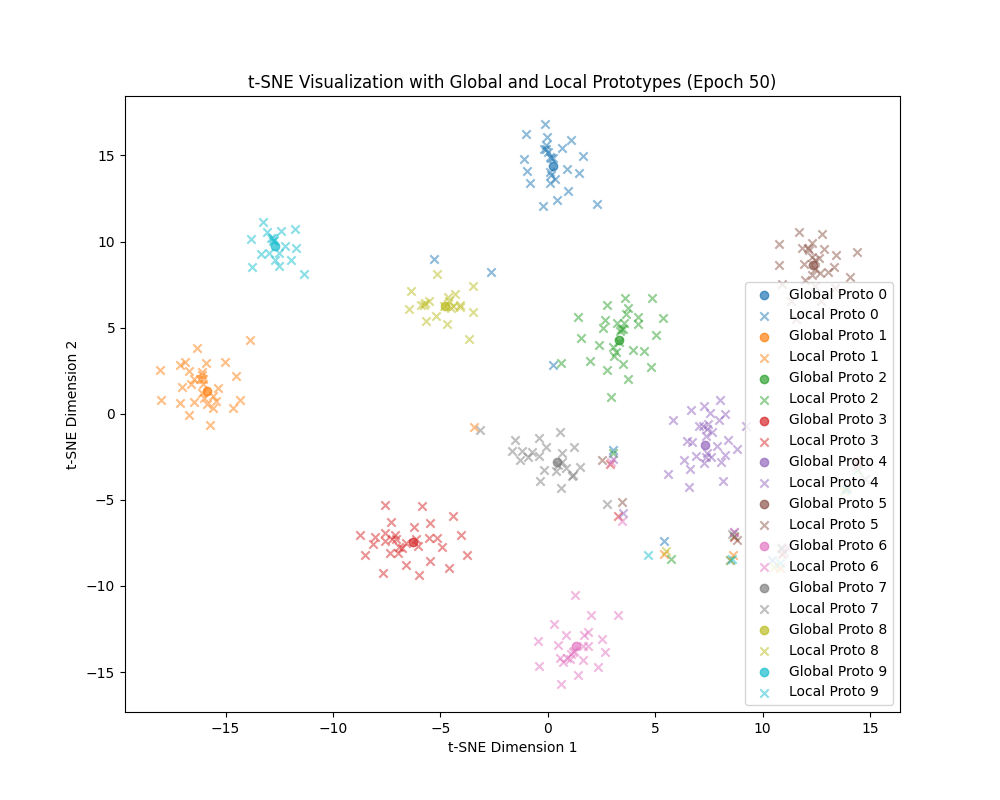 t-SNE Visualization with Global and Local Prototypes (Epoch 50)
t-SNE Dimension 2
15
10
5
0
−5
−10
−15
Global Proto 0
Local Proto 0
Global Proto 1
Local Proto 1
Global Proto 2
Local Proto 2
Global Proto 3
Local Proto 3
Global Proto 4
Local Proto 4
Global Proto 5
Local Proto 5
Global Proto 6
Local Proto 6
Global Proto 7
Local Proto 7
Global Proto 8
Local Proto 8
Global Proto 9
Local Proto 9
−15 −10 −5 0 5 10 15
t-SNE Dimension 1